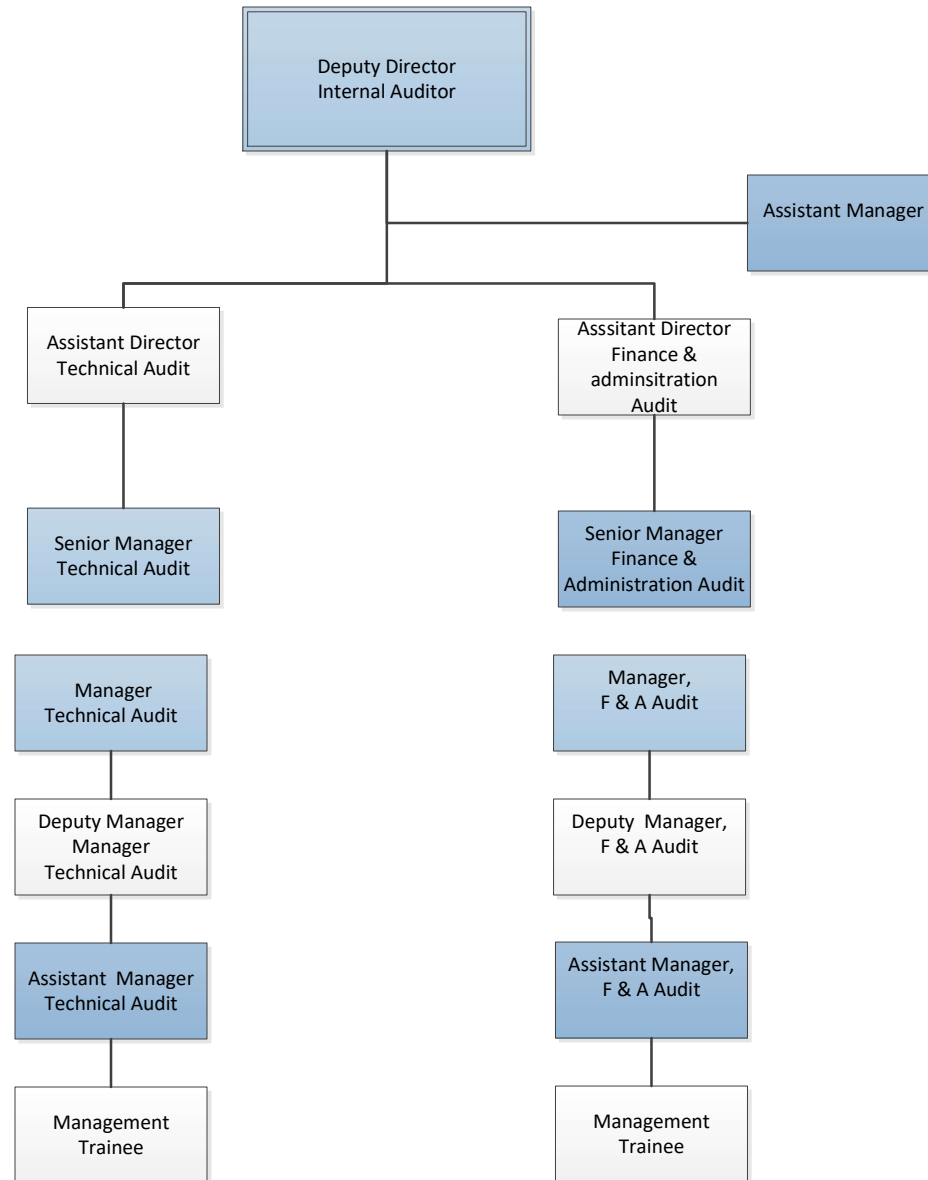 Deputy Director
Internal Auditor
Assistant Manager
Assistant Director
Technical Audit
Asssitant Director
Finance &
adminsitration
Audit
Senior Manager
Technical Audit
Senior Manager
Finance &
Administration Audit
Manager
Technical Audit
Manager,
F & A Audit
Deputy Manager
Manager
Technical Audit
Deputy  Manager,
F & A Audit
Assistant  Manager
Technical Audit
Assistant Manager,
F & A Audit
Management
Trainee
Management
Trainee